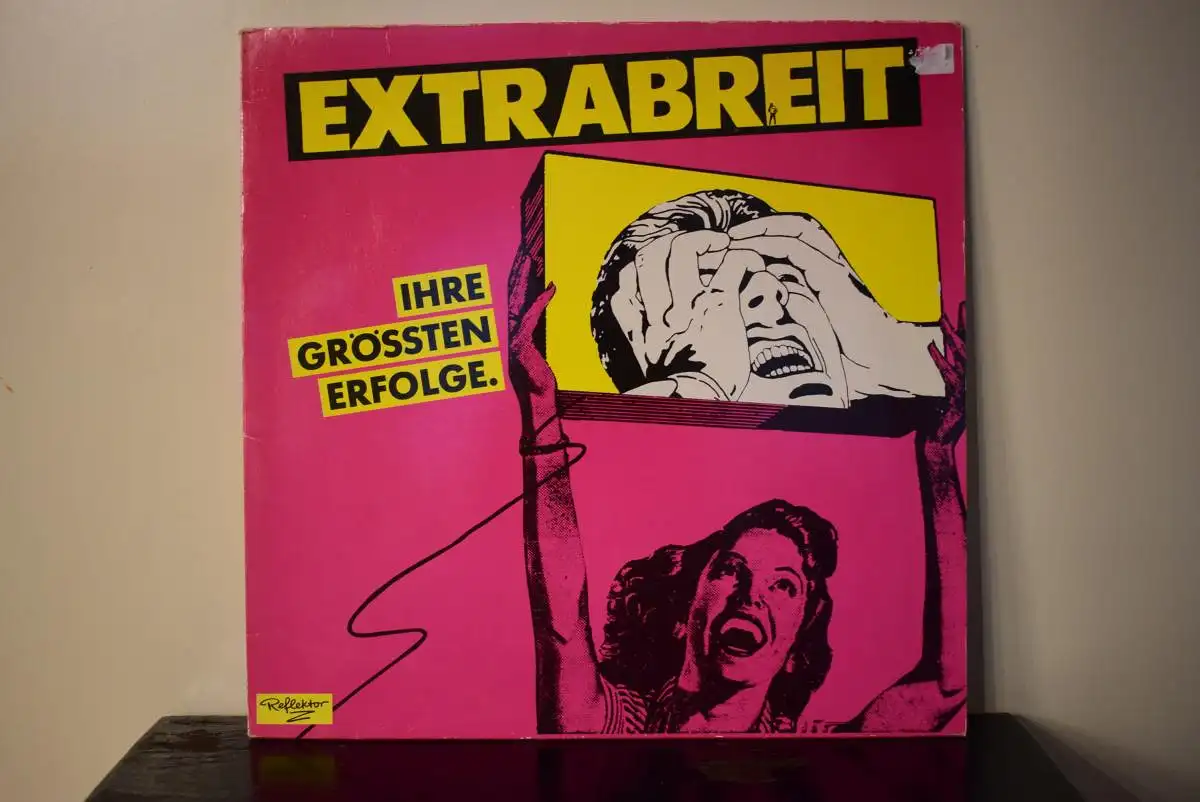 EXTRABREIT
IHRE
GRÖSSTEN
ERFOLGE.
Reflektor
Z